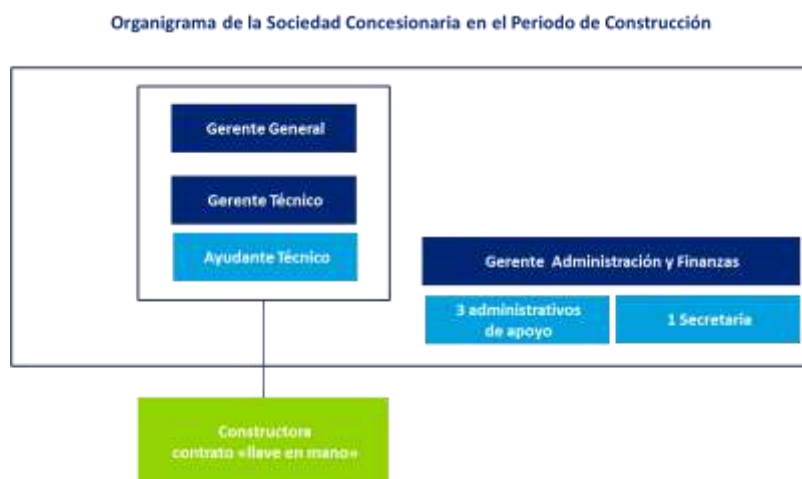 Organigrama de la Sociedad Concesionaria en el Periodo de Construcción
Gerente General
Gerente Técnico
Ayudante Técnico
Gerente Administración y Finanzas
3 administrativos
de apoyo
1 Secretaria
Constructora
contrato «llave en mano»